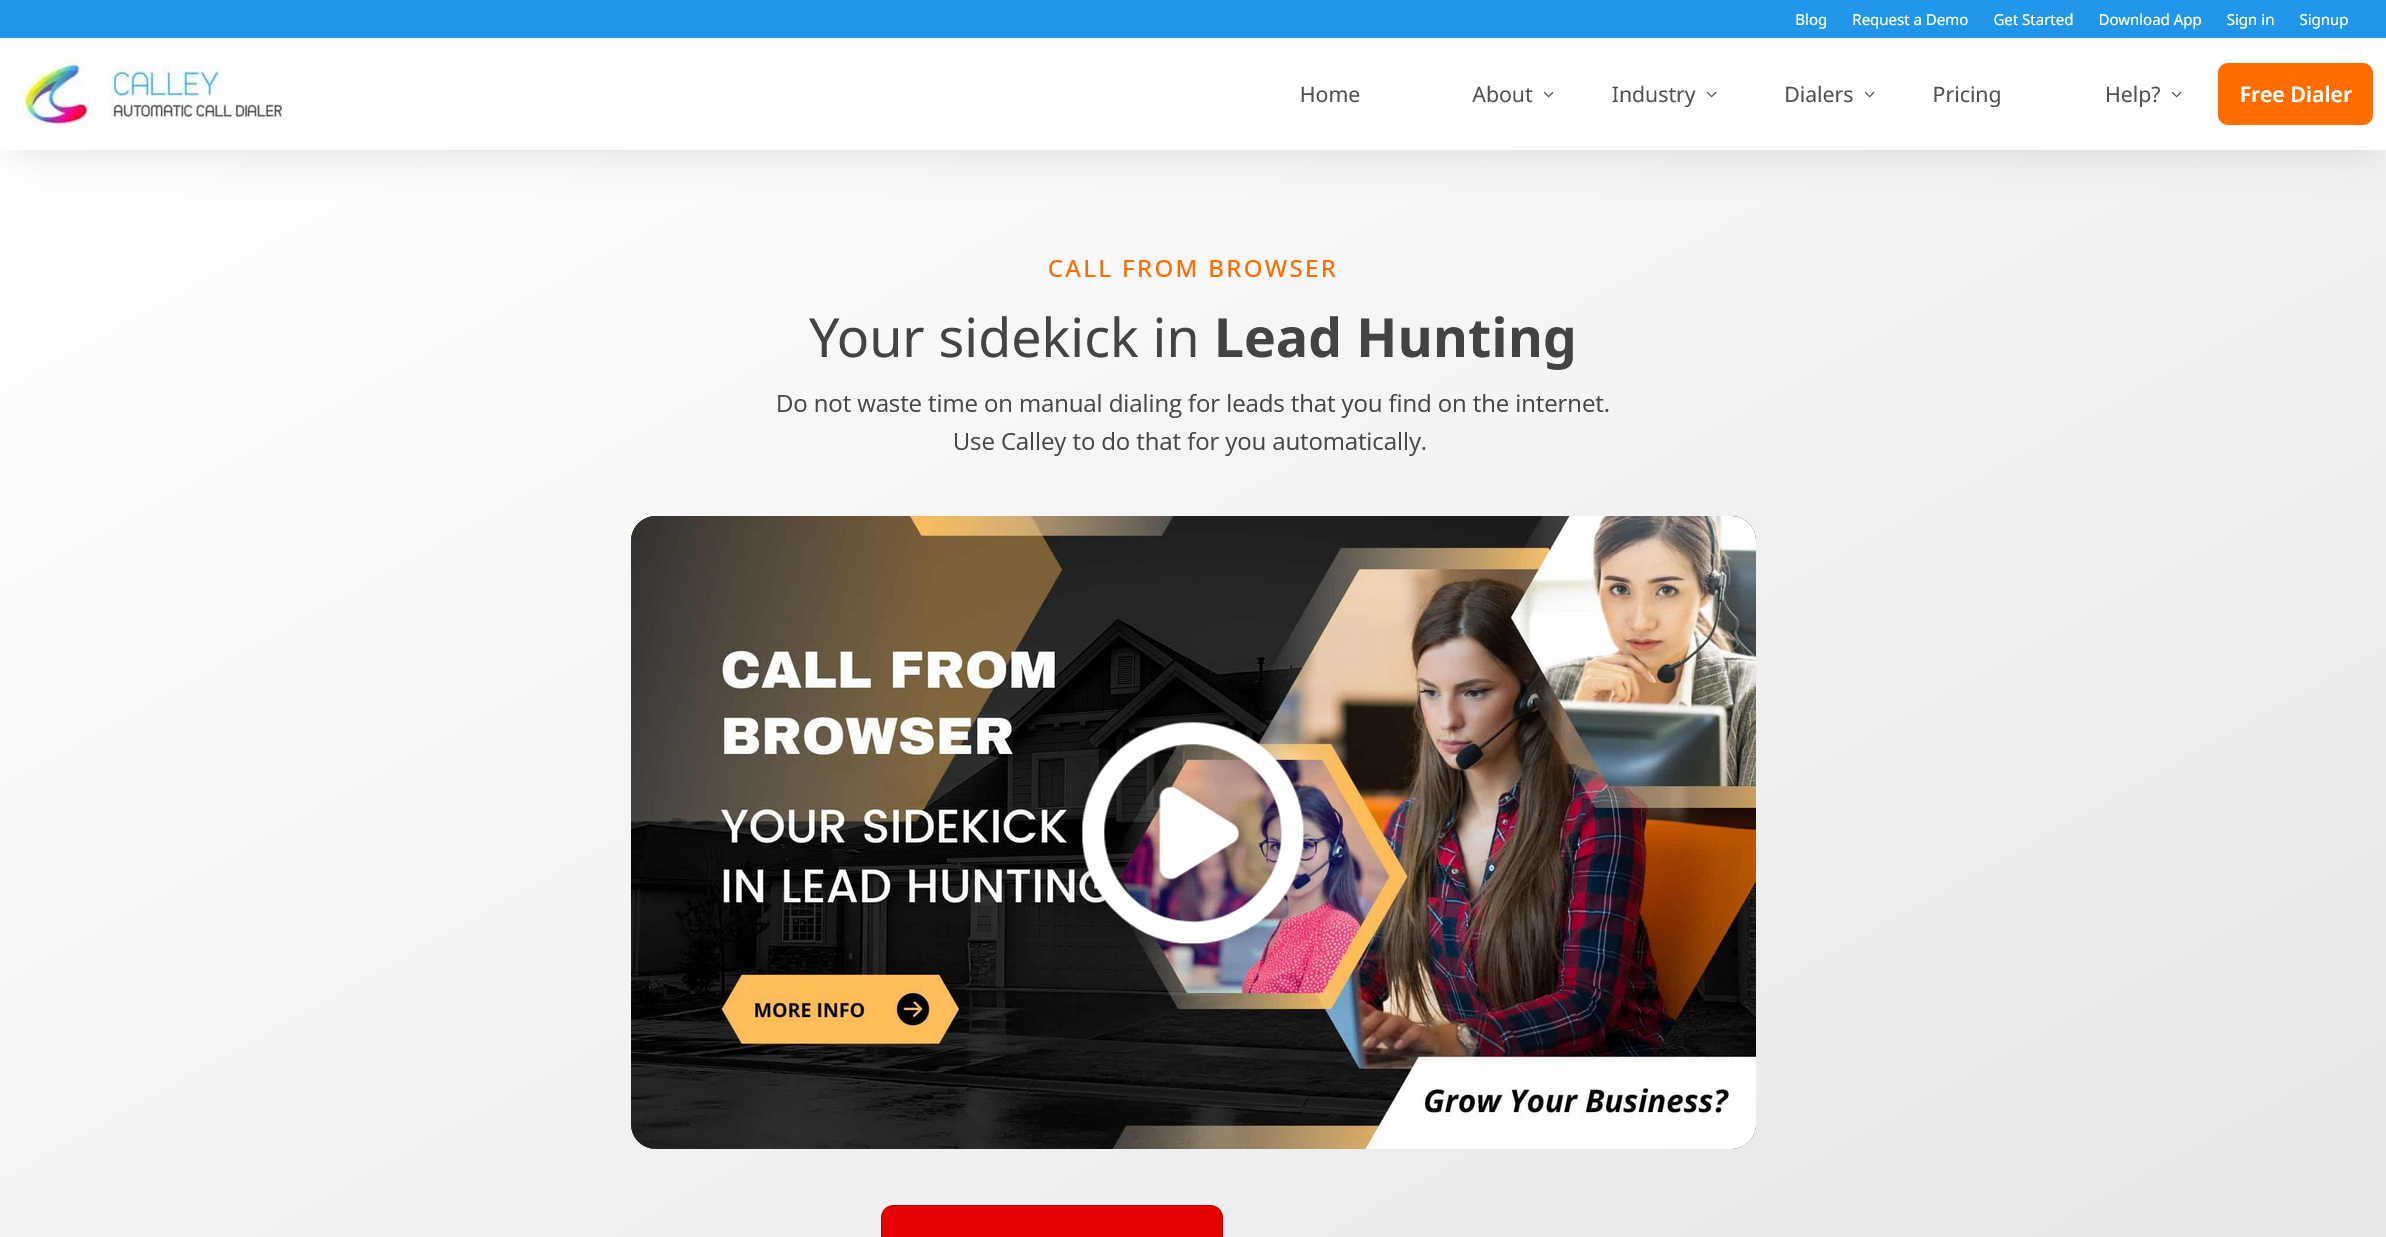 Blog Request a Demo Get Started Download App Sign in Signup
CALLEY
AUTOMATIC CALL DIALER
Home About Industry Dialers Pricing Help? Free Dialer
CALL FROM BROWSER
Your sidekick in Lead Hunting
Do not waste time on manual dialing for leads that you find on the internet.
Use Calley to do that for you automatically.
CALL FROM
BROWSER
YOUR SIDEKICK
IN LEAD HUNTING
MORE INFO
Grow Your Business?